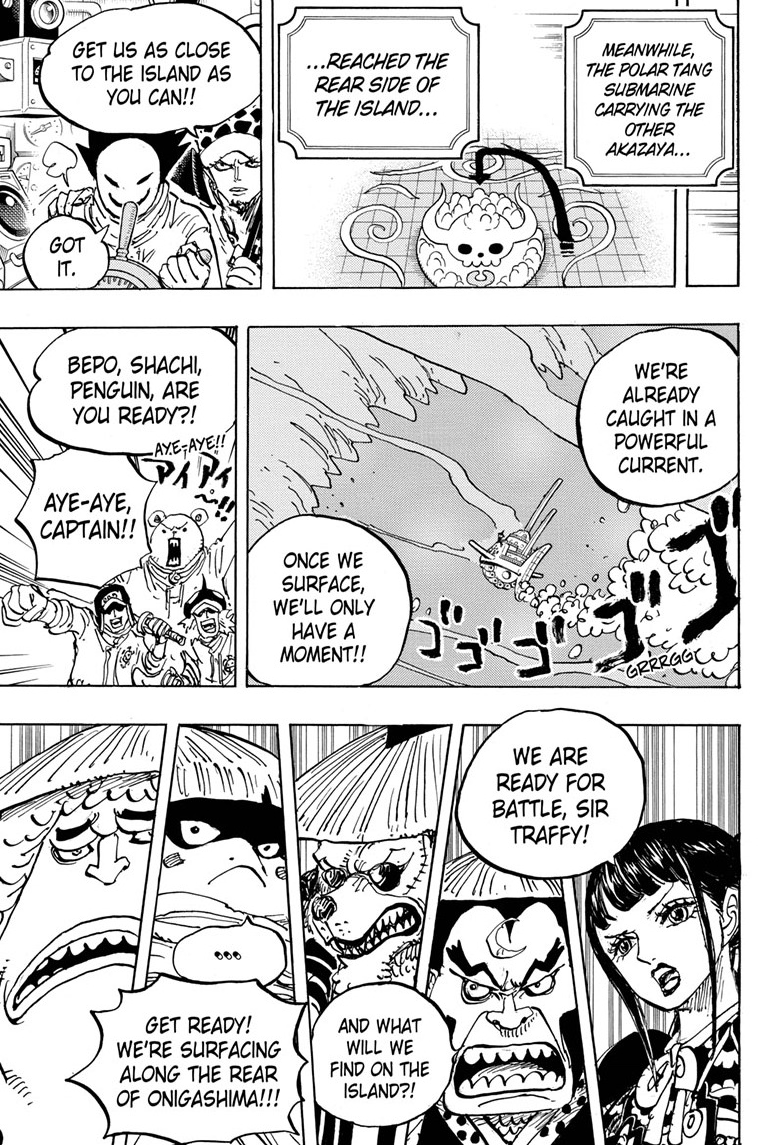 MEANWHILE,
THE POLAR TANG
SUBMARINE
CARRYING THE
OTHER
AKAZAYA...
...REACHED THE
REAR SIDE OF
THE ISLAND...
GET US AS CLOSE
TO THE ISLAND AS
YOU CAN!!
GOT
IT.
WE'RE
ALREADY
CAUGHT IN A
POWERFUL
CURRENT.
ゴゴゴゴゴ
GRRRGG
ONCE WE
SURFACE,
WE'LL ONLY
HAVE A
MOMENT!!
BEPO, SHACHI,
PENGUIN, ARE
YOU READY?!
AYE-AYE!!
アイアイ
〜!!
AYE-AYE,
CAPTAIN!!
WE ARE
READY FOR
BATTLE, SIR
TRAFFY!
AND WHAT
WILL WE
FIND ON THE
ISLAND?!
...
GET READY!
WE'RE SURFACING
ALONG THE REAR
OF ONIGASHIMA!!!